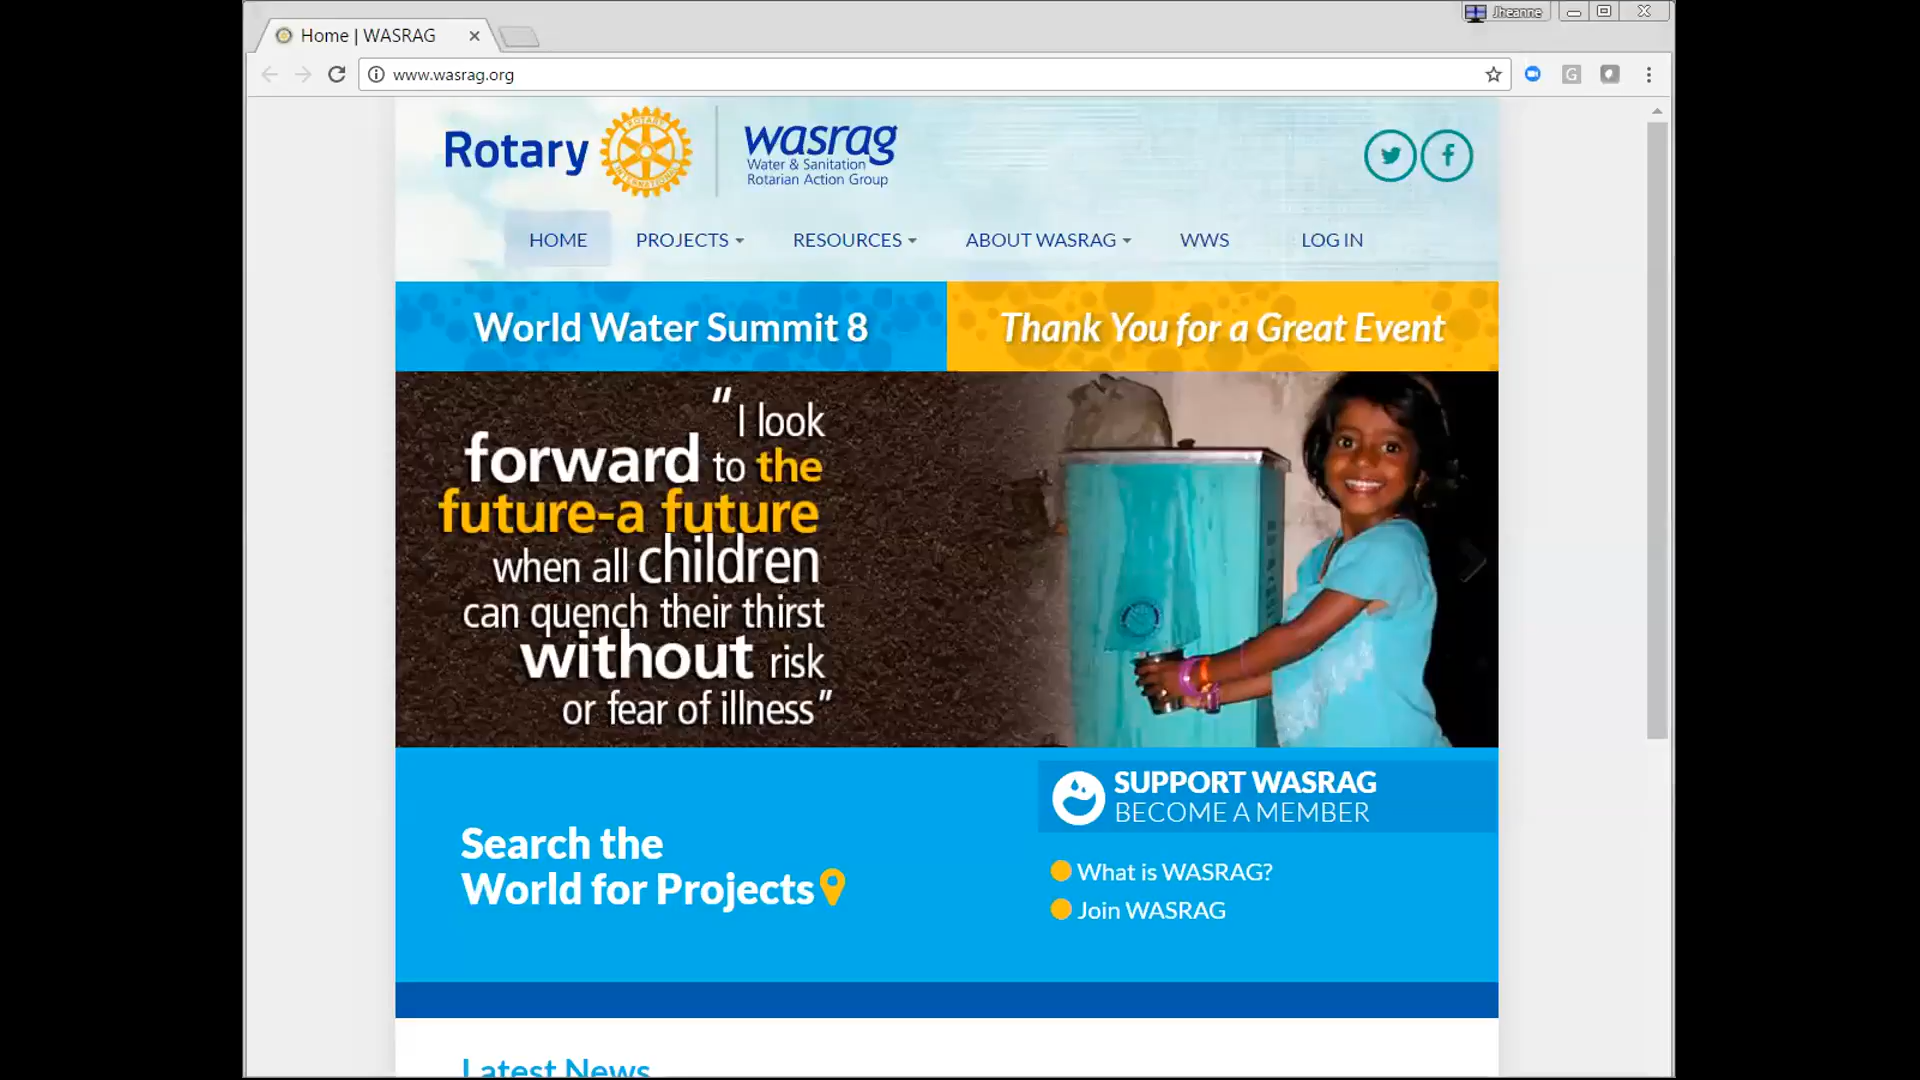 Jheanne
Home | WASRAG
www.wasrag.org
Rotary
ROTARY
INTERNATIONAL
wasrag
Water & Sanitation
Rotarian Action Group
HOME PROJECTS RESOURCES ABOUT WASRAG WWS LOG IN
World Water Summit 8
Thank You for a Great Event
“I look
forward to the
future-a future
when all children
can quench their thirst
without risk
or fear of illness”
SUPPORT WASRAG
BECOME A MEMBER
Search the
World for Projects
What is WASRAG?
Join WASRAG
Latest News